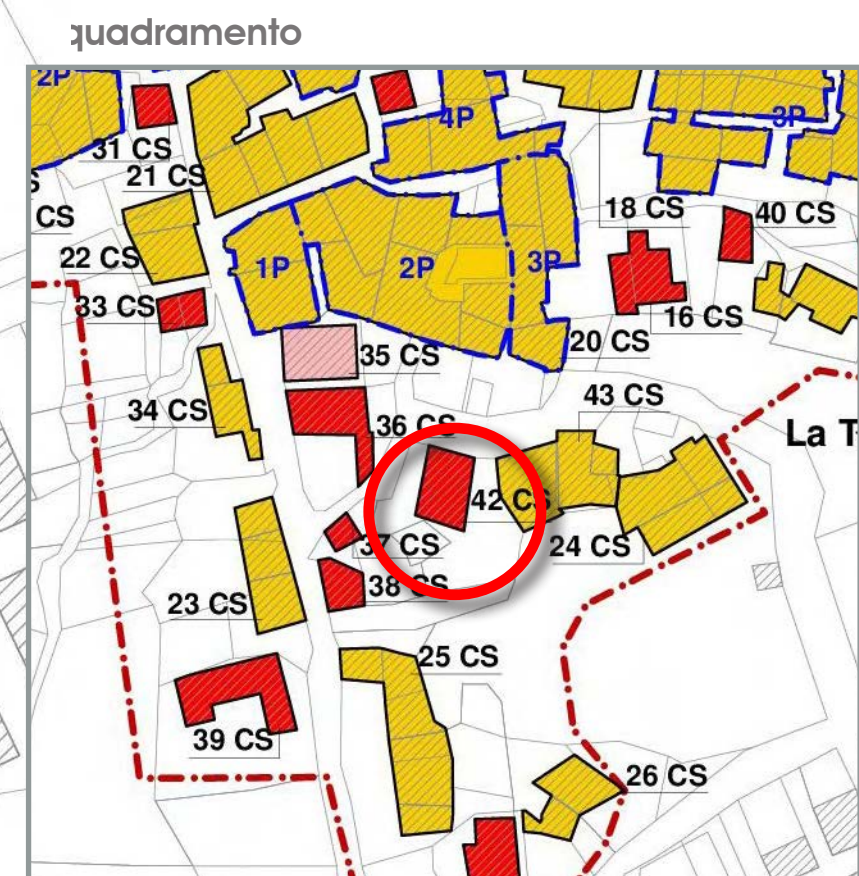 quadramento
2P
4P
3P
31 CS
21 CS
CS
18 CS
40 CS
22 CS
1P
2P
3P
33 CS
16 CS
20 CS
35 CS
34 CS
43 CS
36 CS
La T
42 CS
37 CS
24 CS
38 CS
23 CS
25 CS
39 CS
26 CS